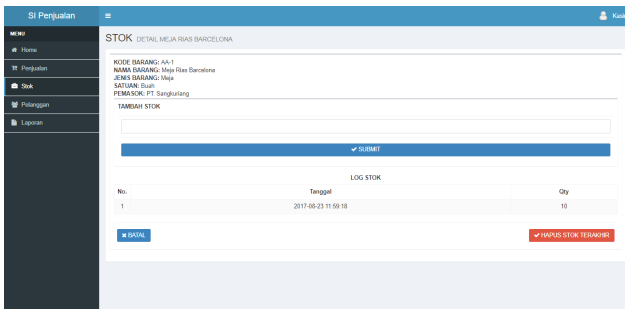 SI Penjualan
Kasir
MENU
STOK DETAIL MEJA RIAS BARCELONA
Home
Penjualan
Stok
Pelanggan
Laporan
KODE BARANG: AA-1
NAMA BARANG: Meja Rias Barcelona
JENIS BARANG: Meja
SATUAN: Buah
PEMASOK: PT. Sangkuriang
TAMBAH STOK
SUBMIT
LOG STOK
No. Tanggal Qty
1 2017-08-23 11:59:18 10
BATAL
HAPUS STOK TERAKHIR